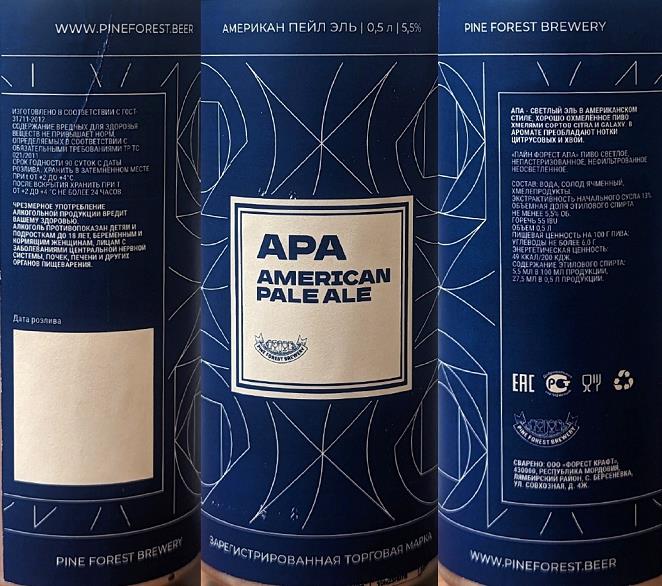 WWW.PINEFOREST.BEER
ИЗГОТОВЛЕНО В СООТВЕТСТВИИ С ГОСТ-
31711-2012
СОДЕРЖАНИЕ ВРЕДНЫХ ДЛЯ ЗДОРОВЬЯ
ВЕЩЕСТВ НЕ ПРИВЫШАЕТ НОРМ,
ОПРЕДЕЛЯЕМЫХ В СООТВЕТСТВИИ С
ОБЯЗАТЕЛЬНЫМИ ТРЕБОВАНИЯМИ ТР ТС
021/2011
СРОК ГОДНОСТИ 90 СУТОК С ДАТЫ
РОЗЛИВА, ХРАНИТЬ В ЗАТЕМНЕННОМ МЕСТЕ
ПРИ t ОТ +2 ДО +4°С
ПОСЛЕ ВСКРЫТИЯ ХРАНИТЬ ПРИ t
ОТ +2 ДО +4 °С НЕ БОЛЕЕ 24 ЧАСОВ
ЧРЕЗМЕРНОЕ УПОТРЕБЛЕНИЕ
АЛКОГОЛЬНОЙ ПРОДУКЦИИ ВРЕДИТ
ВАШЕМУ ЗДОРОВЬЮ.
АЛКОГОЛЬ ПРОТИВОПОКАЗАН ДЕТЯМ И
ПОДРОСТКАМ ДО 18 ЛЕТ, БЕРЕМЕННЫМ И
КОРМЯЩИМ ЖЕНЩИНАМ, ЛИЦАМ С
ЗАБОЛЕВАНИЯМИ ЦЕНТРАЛЬНОЙ НЕРВНОЙ
СИСТЕМЫ, ПОЧЕК, ПЕЧЕНИ И ДРУГИХ
ОРГАНОВ ПИЩЕВАРЕНИЯ.
Дата розлива
PINE FOREST BREWERY
АМЕРИКАН ПЕЙЛ ЭЛЬ | 0,5 л | 5,5%
APA
AMERICAN
PALE ALE
PINE FOREST BREWERY
ЗАРЕГИСТРИРОВАННАЯ ТОРГОВАЯ МАРКА
PINE FOREST BREWERY
АПА - СВЕТЛЫЙ ЭЛЬ В АМЕРИКАНСКОМ
СТИЛЕ, ХОРОШО ОХМЕЛЕННОЕ ПИВО
ХМЕЛЯМИ СОРТОВ CITRA И GALAXY. В
АРОМАТЕ ПРЕОБЛАДАЮТ НОТКИ
ЦИТРУСОВЫХ И ХВОИ.
«ПАЙН ФОРЕСТ АПА» ПИВО СВЕТЛОЕ,
НЕПАСТЕРИЗОВАННОЕ, НЕФИЛЬТРОВАННОЕ
НЕОСВЕТЛЕННОЕ.
СОСТАВ: ВОДА, СОЛОД ЯЧМЕННЫЙ,
ХМЕЛЕПРОДУКТЫ.
ЭКСТРАКТИВНОСТЬ НАЧАЛЬНОГО СУСЛА 13%
ОБЪЕМНАЯ ДОЛЯ ЭТИЛОВОГО СПИРТА
НЕ МЕНЕЕ 5,5% ОБ.
ГОРЕЧЬ 55 IBU
ОБЪЕМ 0,5 Л
ПИЩЕВАЯ ЦЕННОСТЬ НА 100 Г ПИВА:
УГЛЕВОДЫ НЕ БОЛЕЕ 6,0 Г
ЭНЕРГЕТИЧЕСКАЯ ЦЕННОСТЬ:
49 ККАЛ/200 КДЖ.
СОДЕРЖАНИЕ ЭТИЛОВОГО СПИРТА:
5,5 МЛ В 100 МЛ ПРОДУКЦИИ,
27,5 МЛ В 0,5 Л ПРОДУКЦИИ.
EAC
РСТ
PINE FOREST BREWERY
СВАРЕНО: ООО «ФОРЕСТ КРАФТ»,
430000, РЕСПУБЛИКА МОРДОВИЯ,
ЛЯМБИРСКИЙ РАЙОН, С. БЕРСЕНЕВКА,
УЛ. СОВХОЗНАЯ, Д. 4Ж.
WWW.PINEFOREST.BEER